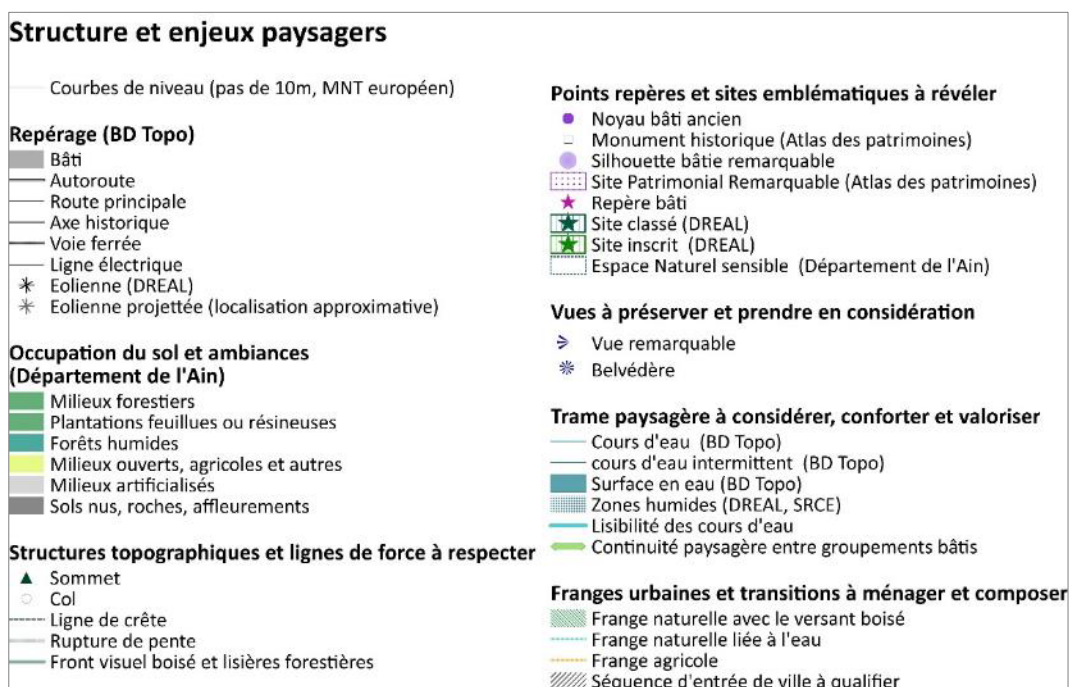 Structure et enjeux paysagers
Courbes de niveau (pas de 10m, MNT européen)
Repérage (BD Topo)
Bâti
Autoroute
Route principale
Axe historique
Voie ferrée
Ligne électrique
Eolienne (DREAL)
Eolienne projettée (localisation approximative)
Occupation du sol et ambiances
(Département de l'Ain)
Milieux forestiers
Plantations feuillues ou résineuses
Forêts humides
Milieux ouverts, agricoles et autres
Milieux artificialisés
Sols nus, roches, affleurements
Structures topographiques et lignes de force à respecter
Sommet
Col
Ligne de crête
Rupture de pente
Front visuel boisé et lisières forestières
Points repères et sites emblématiques à révéler
Noyau bâti ancien
Monument historique (Atlas des patrimoines)
Silhouette bâtie remarquable
Site Patrimonial Remarquable (Atlas des patrimoines)
Repère bâti
Site classé (DREAL)
Site inscrit (DREAL)
Espace Naturel sensible (Département de l'Ain)
Vues à préserver et prendre en considération
Vue remarquable
Belvédère
Trame paysagère à considérer, conforter et valoriser
Cours d'eau (BD Topo)
cours d'eau intermittent (BD Topo)
Surface en eau (BD Topo)
Zones humides (DREAL, SRCE)
Lisibilité des cours d'eau
Continuité paysagère entre groupements bâtis
Franges urbaines et transitions à ménager et composer
Frange naturelle avec le versant boisé
Frange naturelle liée à l'eau
Frange agricole
Séquence d'entrée de ville à qualifier